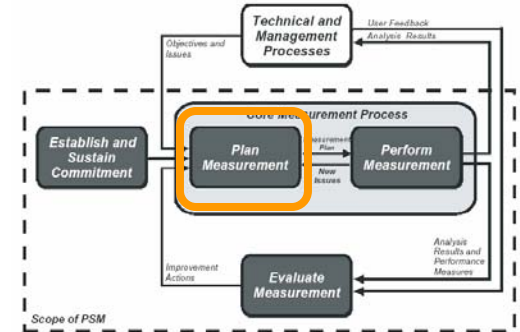 Technical and
Management
Processes
User Feedback
Analysis Results
Objectives and
Issues
Core Measurement Process
Establish and
Sustain
Commitment
Plan
Measurement
Plan
New
Issues
Perform
Measurement
Improvement
Actions
Evaluate
Measurement
Analysis
Results and
Performance
Measures
Scope of PSM